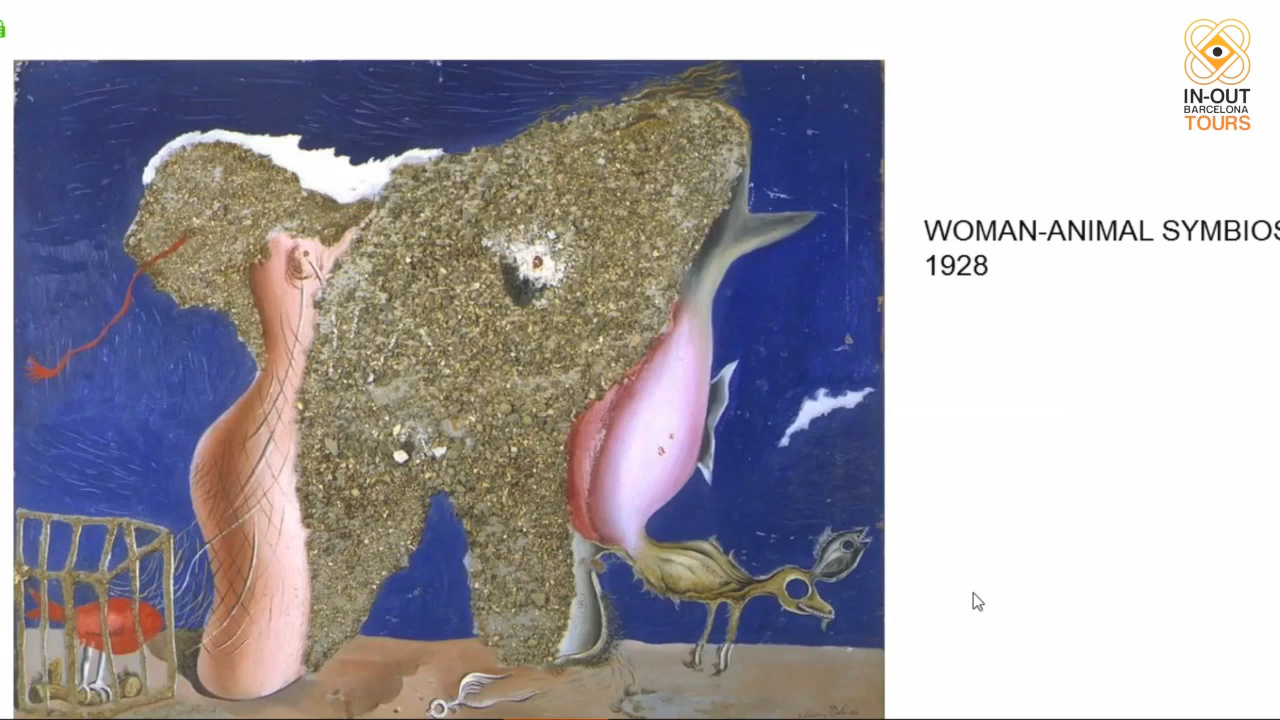 IN-OUT
BARCELONA
TOURS
WOMAN-ANIMAL SYMBIOS
1928